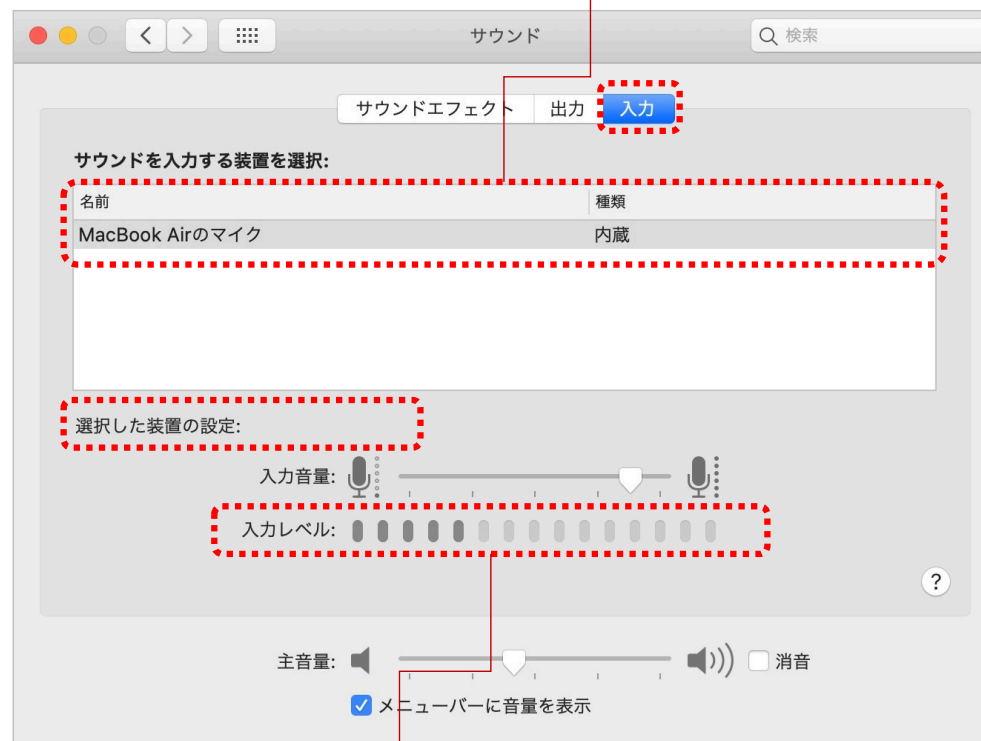 サウンド
検索
サウンドエフェクト 出力 入力
サウンドを入力する装置を選択:
名前 種類
MacBook Airのマイク 内蔵
選択した装置の設定:
入力音量:
入力レベル:
?
主音量: 消音
メニューバーに音量を表示